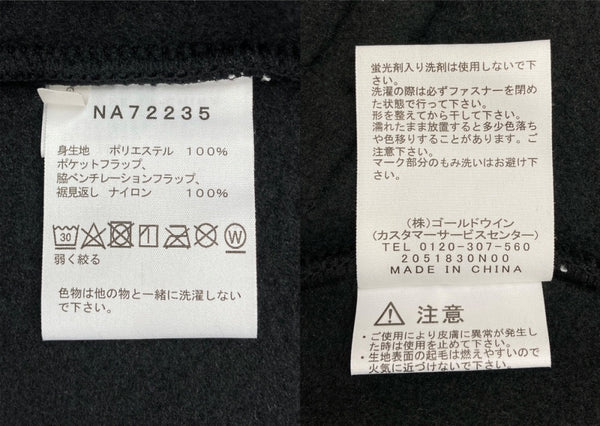 NA72235
身生地 ポリエステル 100%
ポケットフラップ、
脇ベンチレーションフラップ、
裾見返し ナイロン 100%
30
W
弱く絞る
色物は他の物と一緒に洗濯しない
で下さい。
蛍光剤入り洗剤は使用しないで下
さい。
洗濯の際は必ずファスナーを閉め
た状態で行って下さい。
形を整えてから干して下さい。
濡れたまま放置すると多少色落ち
や色移りすることがあります。ご
注意下さい。
マーク部分のもみ洗いはお避け下
さい。
(株)ゴールドウイン
(カスタマーサービスセンター)
TEL 0120-307-560
2051830N00
MADE IN CHINA
注意
・ご使用により皮膚に異常が発生し
た時は使用を止めて下さい。
・生地表面の起毛は燃えやすいので
火気に近づけないで下さい。